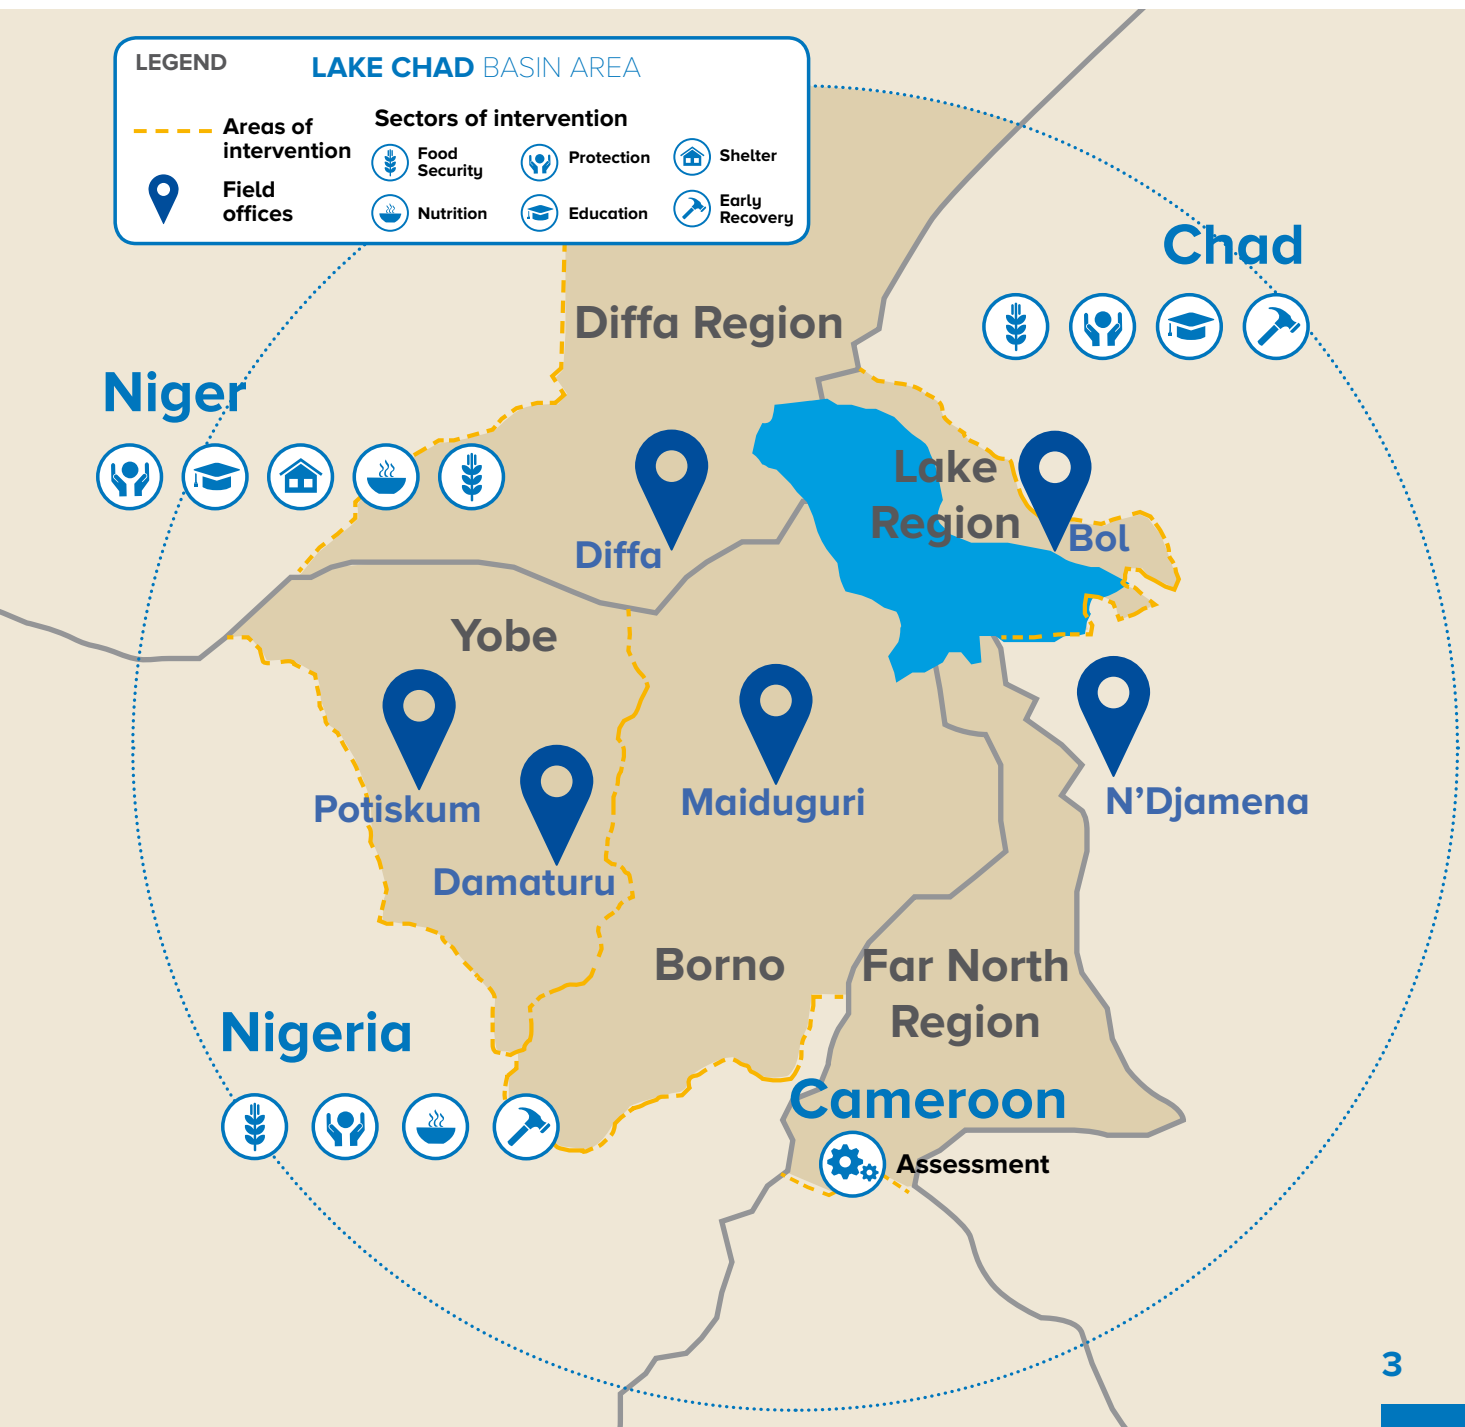 LEGEND
LAKE CHAD BASIN AREA
Areas of
intervention
Field
offices
Sectors of intervention
Food
Security
Protection
Shelter
Nutrition
Education
Early
Recovery
Chad
Diffa Region
Niger
Lake
Region
Bol
Diffa
Yobe
Potiskum
Maiduguri
N'Djamena
Damaturu
Borno
Far North
Region
Nigeria
Cameroon
Assessment
3